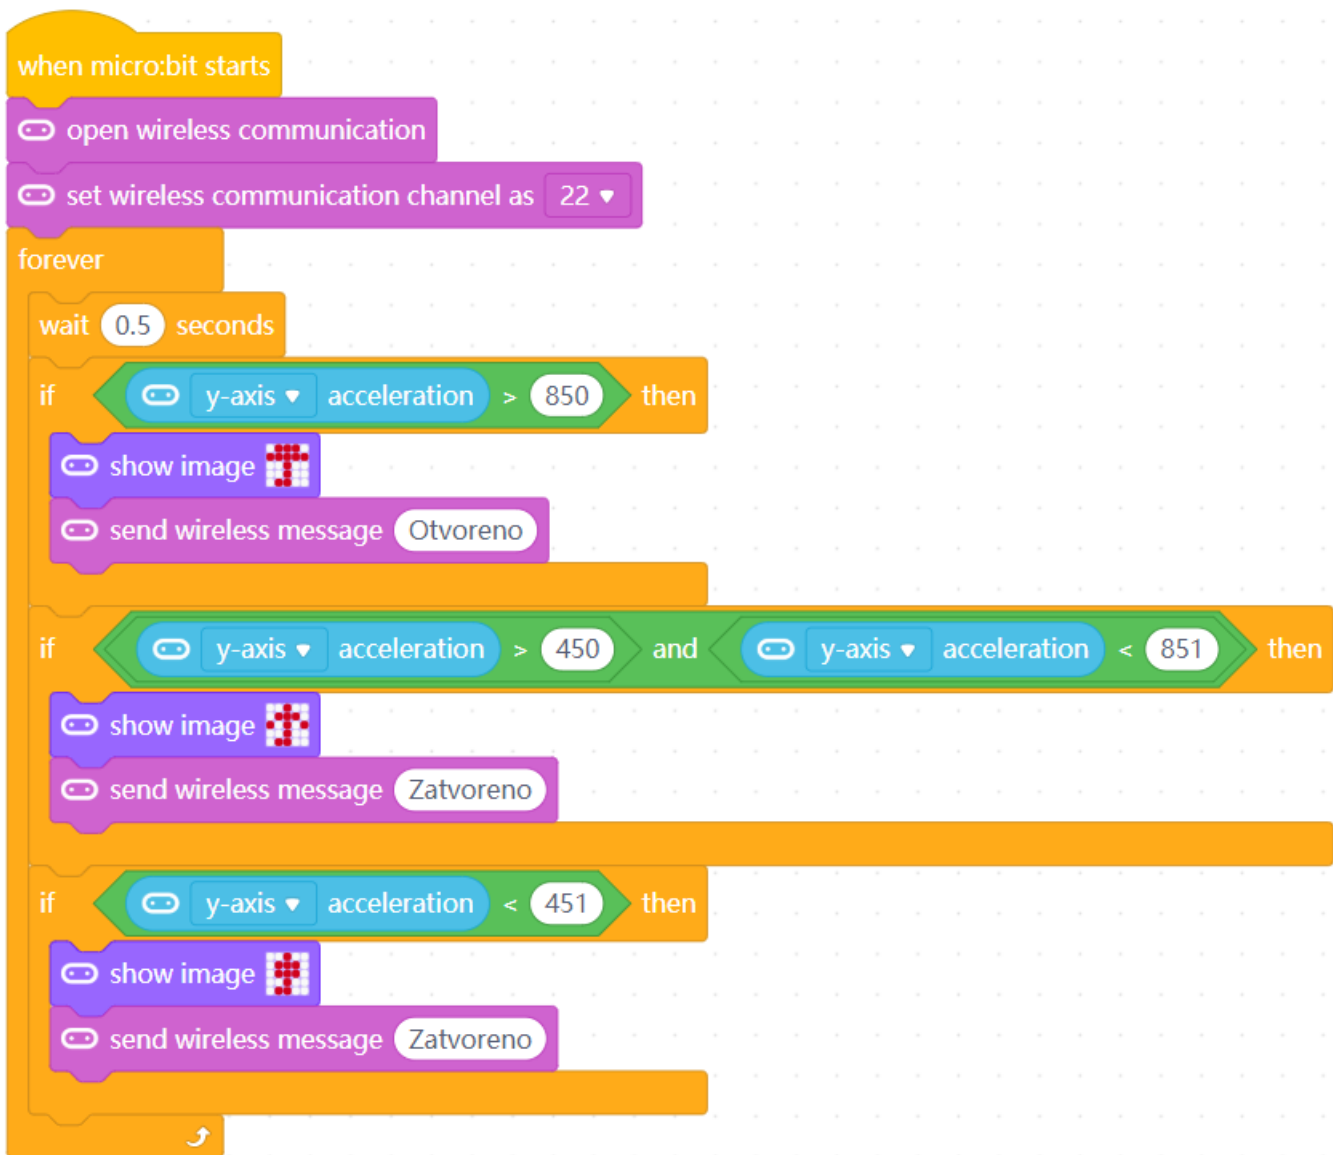 when micro:bit starts
open wireless communication
set wireless communication channel as 22
forever
wait 0.5 seconds
if y-axis acceleration > 850 then
show image
send wireless message Otvoreno
if y-axis acceleration > 450 and y-axis acceleration < 851 then
show image
send wireless message Zatvoreno
if y-axis acceleration < 451 then
show image
send wireless message Zatvoreno